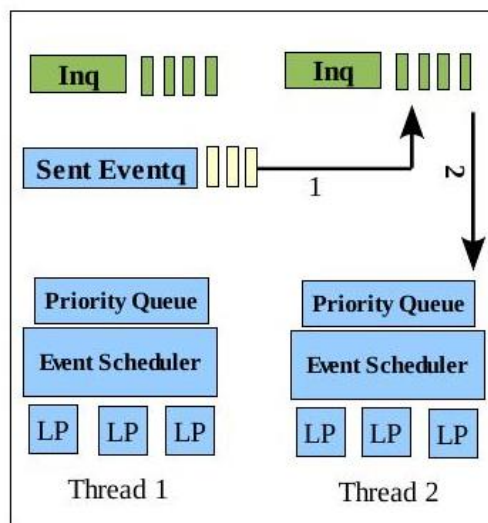 Inq
Inq
Sent Eventq
1
2
Priority Queue
Priority Queue
Event Scheduler
Event Scheduler
LP LP LP
LP LP LP
Thread 1
Thread 2